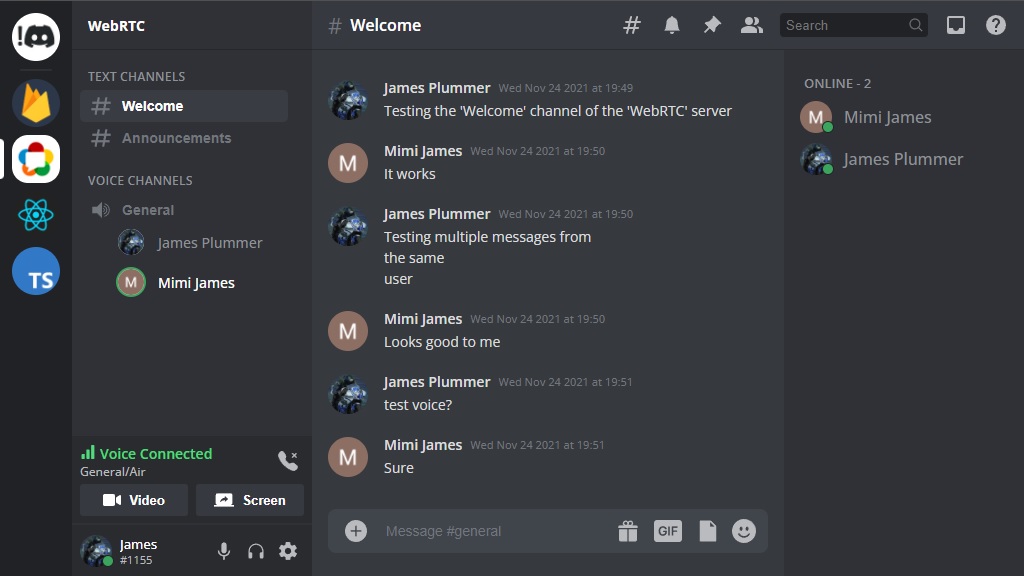 WebRTC
TEXT CHANNELS
# Welcome
# Announcements
VOICE CHANNELS
General
James Plummer
M
Mimi James
Voice Connected
General/Air
Video
Screen
James
#1155
!
TS
# Welcome
#
Search
?
James Plummer Wed Nov 24 2021 at 19:49
Testing the 'Welcome' channel of the 'WebRTC' server
M
Mimi James Wed Nov 24 2021 at 19:50
It works
James Plummer Wed Nov 24 2021 at 19:50
Testing multiple messages from
the same
user
M
Mimi James Wed Nov 24 2021 at 19:50
Looks good to me
James Plummer Wed Nov 24 2021 at 19:51
test voice?
M
Mimi James Wed Nov 24 2021 at 19:51
Sure
Message #general
GIF
ONLINE - 2
M
Mimi James
James Plummer